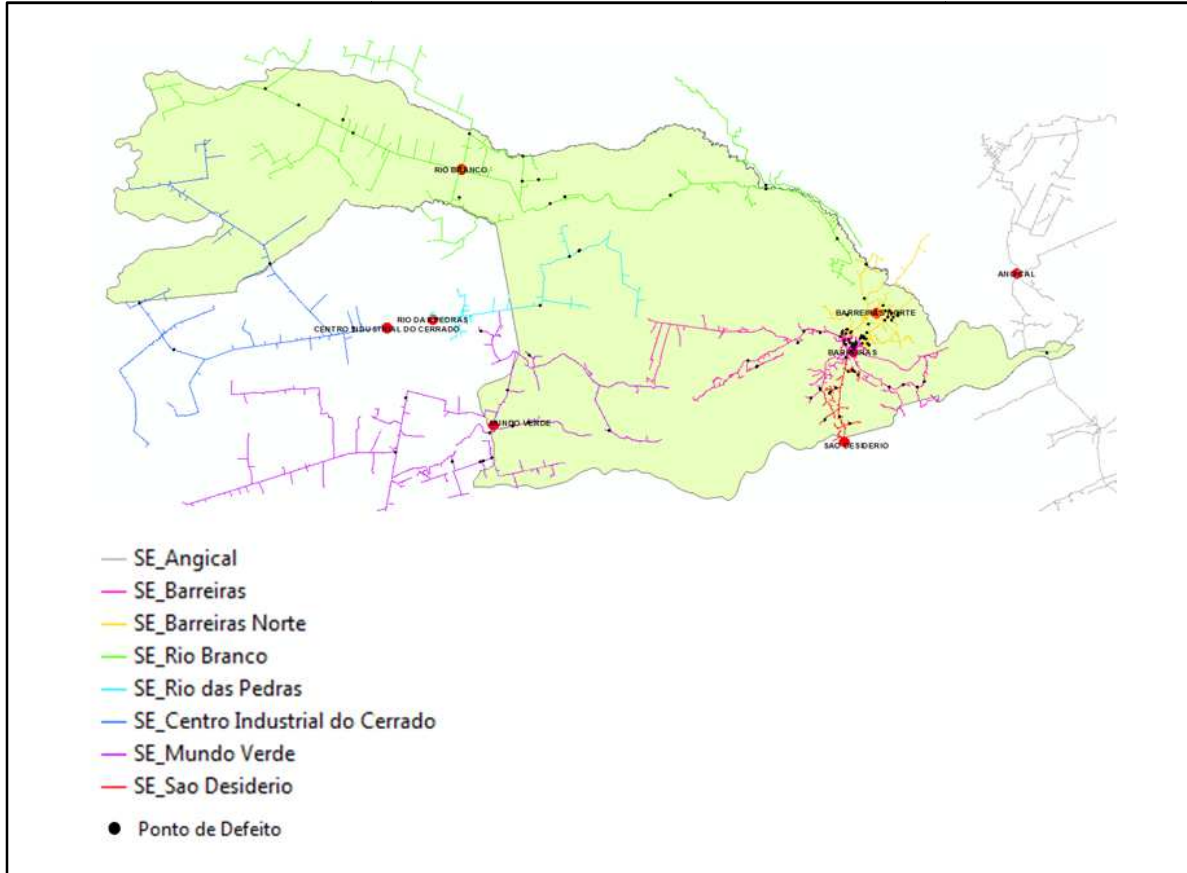 RIO BRANCO
ANGICAL
BARREIRAS NORTE
RIO DAS PEDRAS
CENTRO INDUSTRIAL DO CERRADO
BARREIRAS
MUNDO VERDE
SAO DESIDERIO
SE_Angical
SE_Barreiras
SE_Barreiras Norte
SE_Rio Branco
SE_Rio das Pedras
SE_Centro Industrial do Cerrado
SE_Mundo Verde
SE_Sao Desiderio
Ponto de Defeito